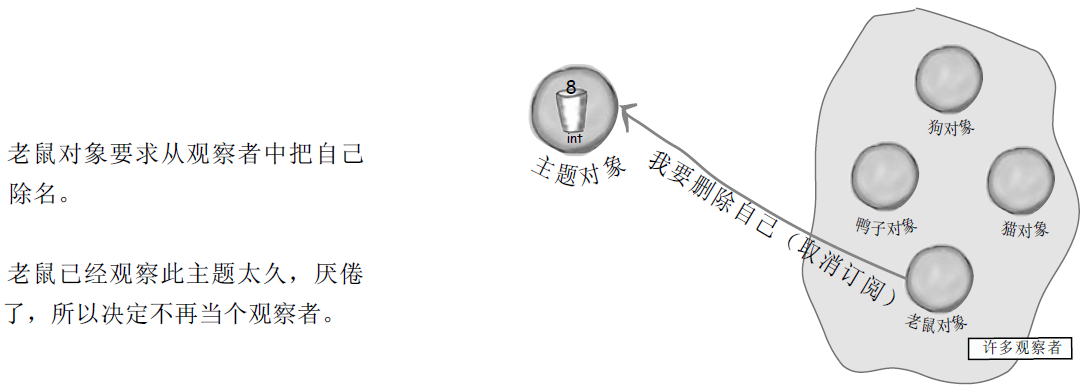 老鼠对象要求从观察者中把自己
除名。
老鼠已经观察此主题太久，厌倦
了，所以决定不再当个观察者。
8
int
主题对象
我要删除自己（取消订阅）
狗对象
鸭子对象
猫对象
老鼠对象
许多观察者